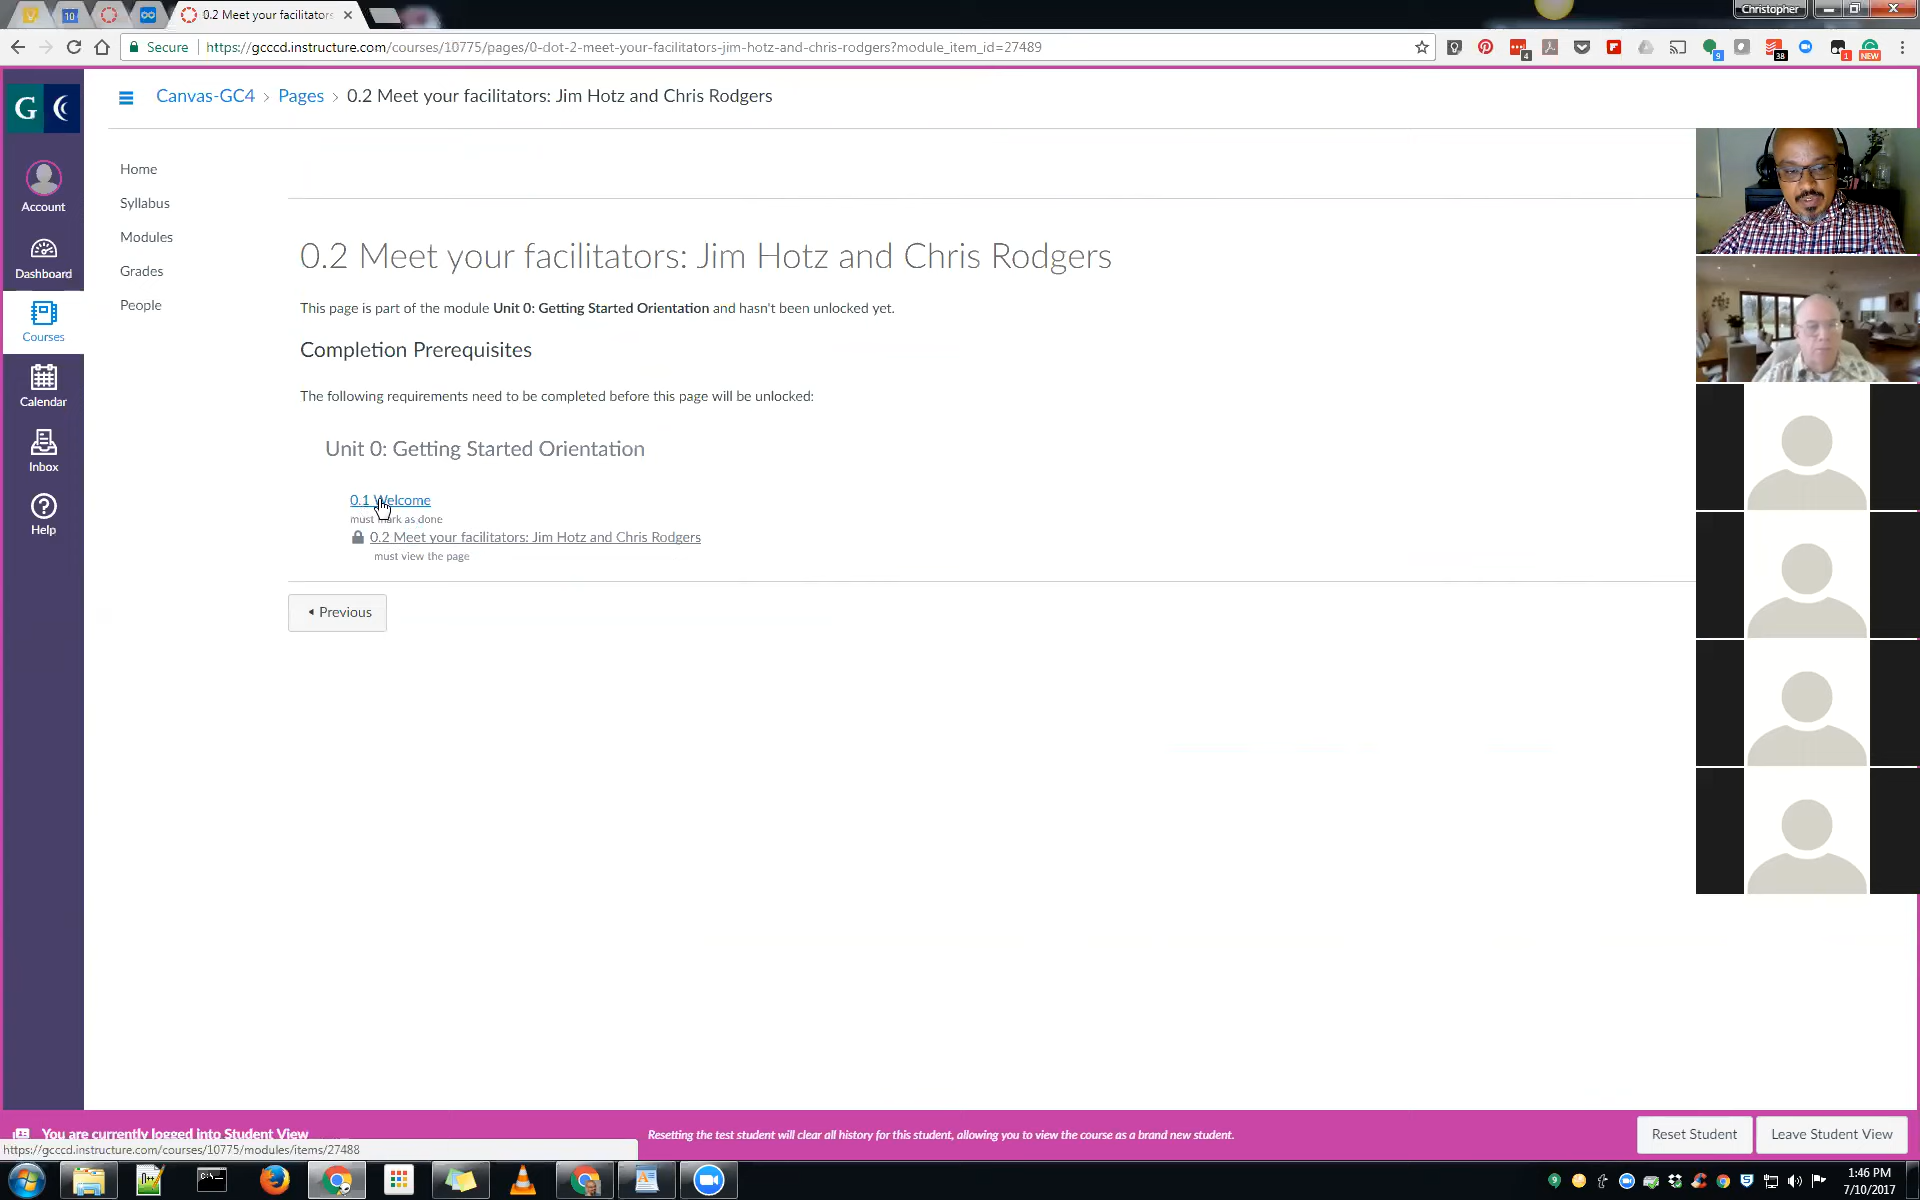 10
0.2 Meet your facilitators
Christopher
Secure
https://gcccd.instructure.com/courses/10775/pages/0-dot-2-meet-your-facilitators-jim-hotz-and-chris-rodgers?module_item_id=27489
4
9
38
1
NEW
G
Canvas-GC4 > Pages > 0.2 Meet your facilitators: Jim Hotz and Chris Rodgers
Account
Dashboard
Courses
Calendar
Inbox
Help
Home
Syllabus
Modules
Grades
People
0.2 Meet your facilitators: Jim Hotz and Chris Rodgers
This page is part of the module Unit 0: Getting Started Orientation and hasn't been unlocked yet.
Completion Prerequisites
The following requirements need to be completed before this page will be unlocked:
Unit 0: Getting Started Orientation
0.1 Welcome
must mark as done
0.2 Meet your facilitators: Jim Hotz and Chris Rodgers
must view the page
Previous
You are currently logged into Student View
Resetting the test student will clear all history for this student, allowing you to view the course as a brand new student.
Reset Student
Leave Student View
https://gcccd.instructure.com/courses/10775/modules/items/27488
1:46 PM
7/10/2017